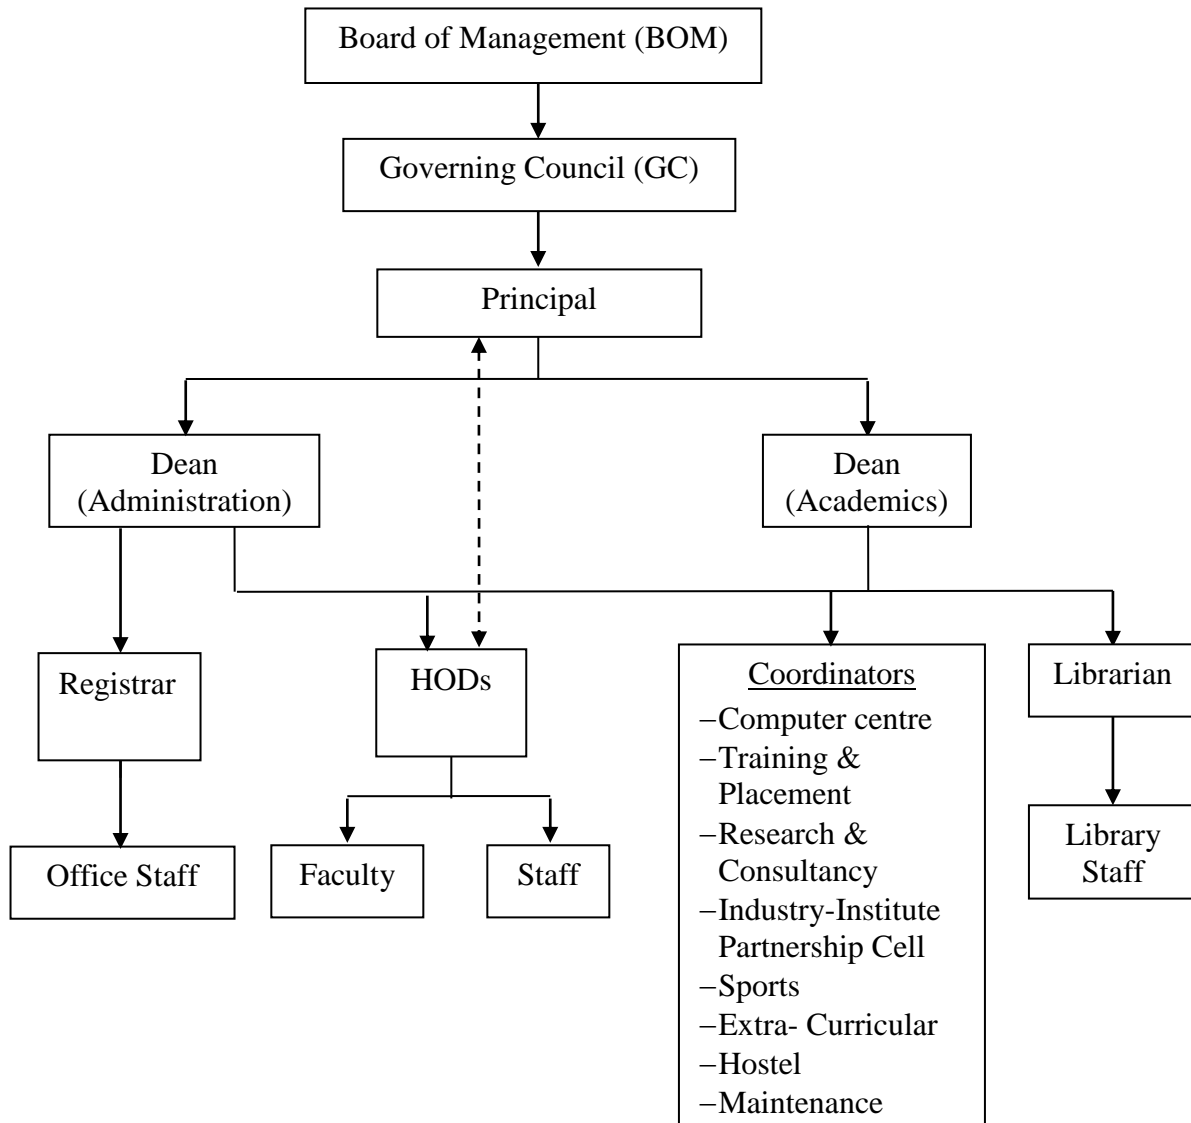 Board of Management (BOM)
Governing Council (GC)
Principal
Dean
(Administration)
Dean
(Academics)
Registrar
HODs
Coordinators
–Computer centre
–Training &
Placement
–Research &
Consultancy
–Industry-Institute
Partnership Cell
–Sports
–Extra- Curricular
–Hostel
–Maintenance
Librarian
Office Staff
Faculty
Staff
Library
Staff